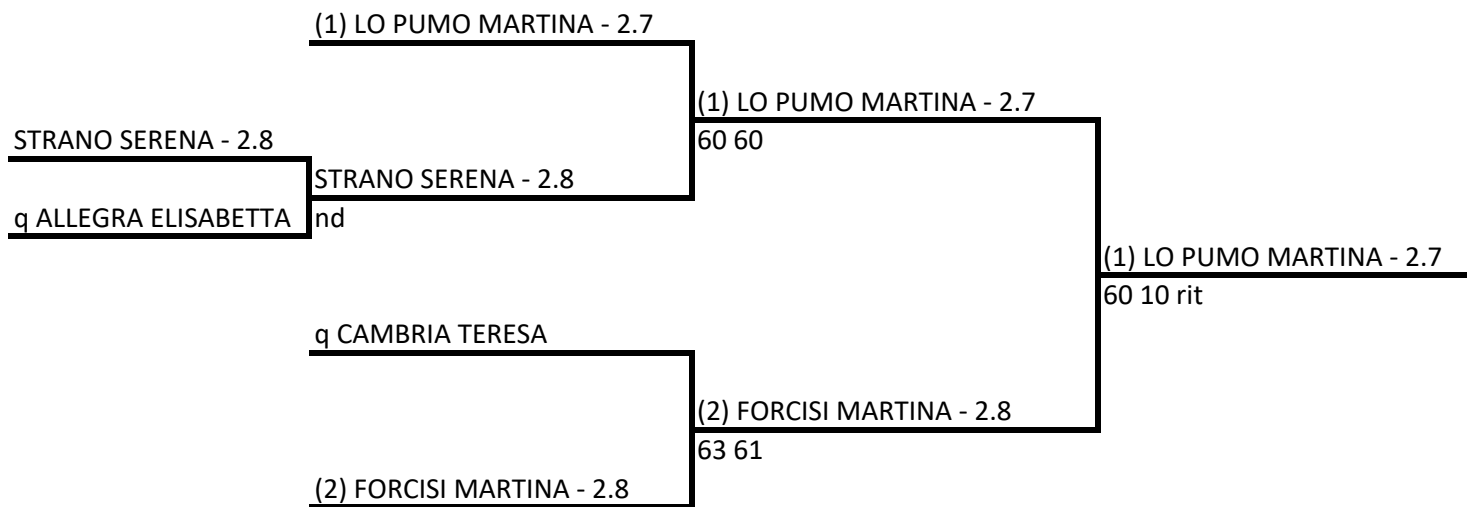 (1) LO PUMO MARTINA - 2.7
(1) LO PUMO MARTINA - 2.7
STRANO SERENA - 2.8
60 60
STRANO SERENA - 2.8
q ALLEGRA ELISABETTA
nd
(1) LO PUMO MARTINA - 2.7
60 10 rit
q CAMBRIA TERESA
(2) FORCISI MARTINA - 2.8
63 61
(2) FORCISI MARTINA - 2.8